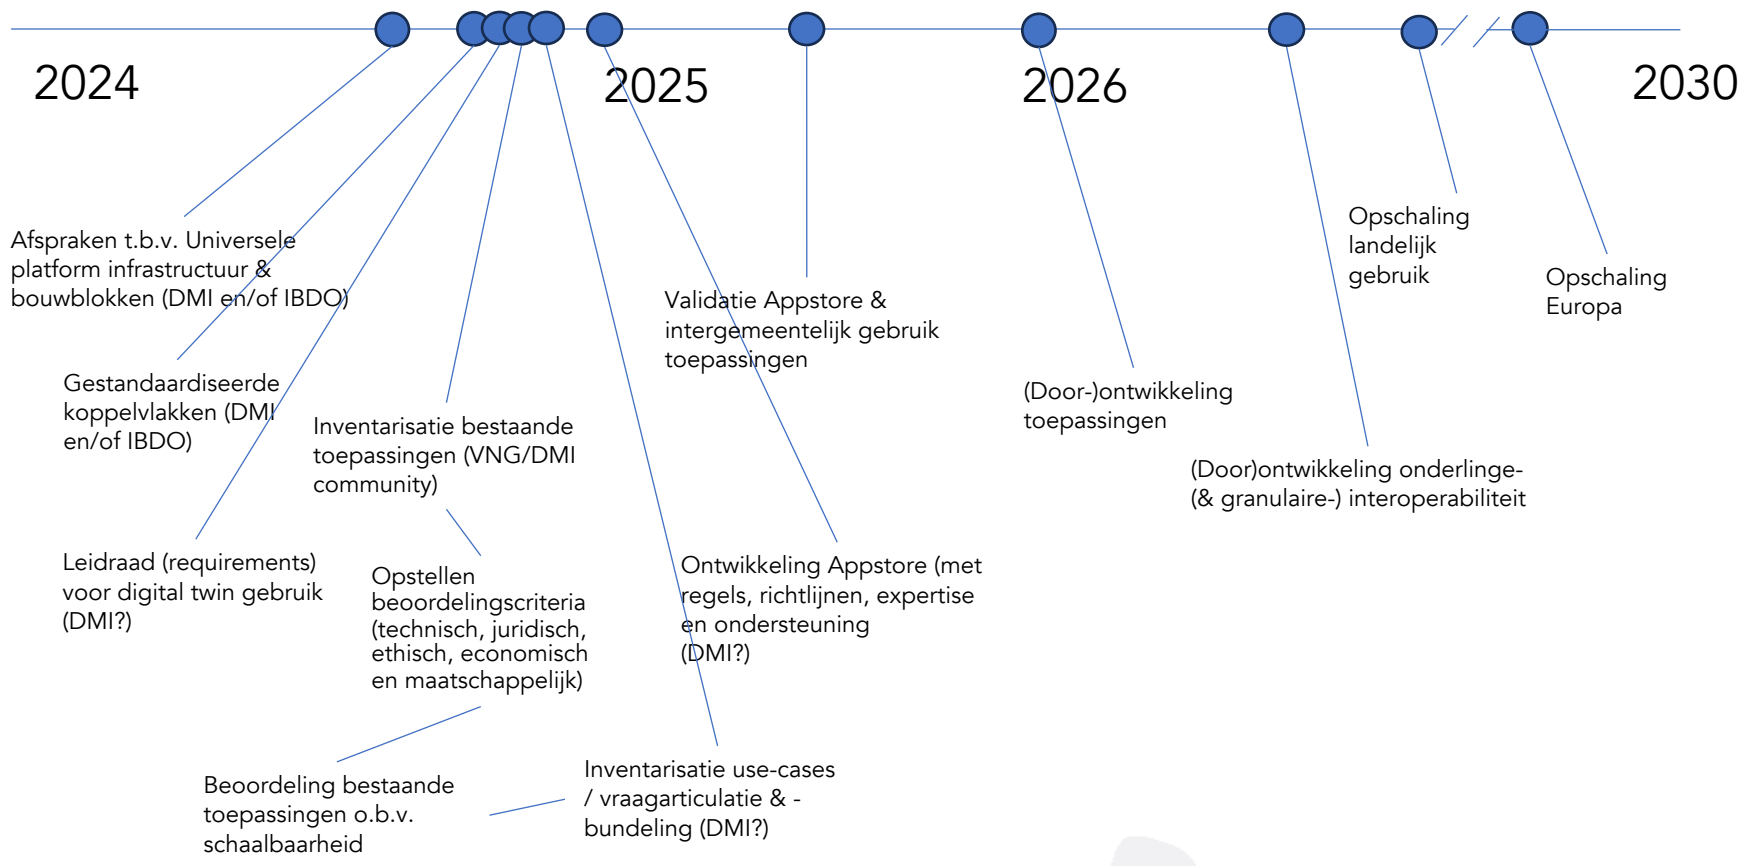 2024
2025
2026
2030
Afspraken t.b.v. Universele
platform infrastructuur &
bouwblokken (DMI en/of IBDO)
Gestandaardiseerde
koppelvlakken (DMI
en/of IBDO)
Leidraad (requirements)
voor digital twin gebruik
(DMI?)
Inventarisatie bestaande
toepassingen (VNG/DMI
community)
Opstellen
beoordelingscriteria
(technisch, juridisch,
ethisch, economisch
en maatschappelijk)
Beoordeling bestaande
toepassingen o.b.v.
schaalbaarheid
Inventarisatie use-cases
/ vraagarticulatie & -
bundeling (DMI?)
Ontwikkeling Appstore (met
regels, richtlijnen, expertise
en ondersteuning
(DMI?)
Validatie Appstore &
intergemeentelijk gebruik
toepassingen
(Door-)ontwikkeling
toepassingen
(Door)ontwikkeling onderlinge-
(& granulaire-) interoperabiliteit
Opschaling
landelijk
gebruik
Opschaling
Europa